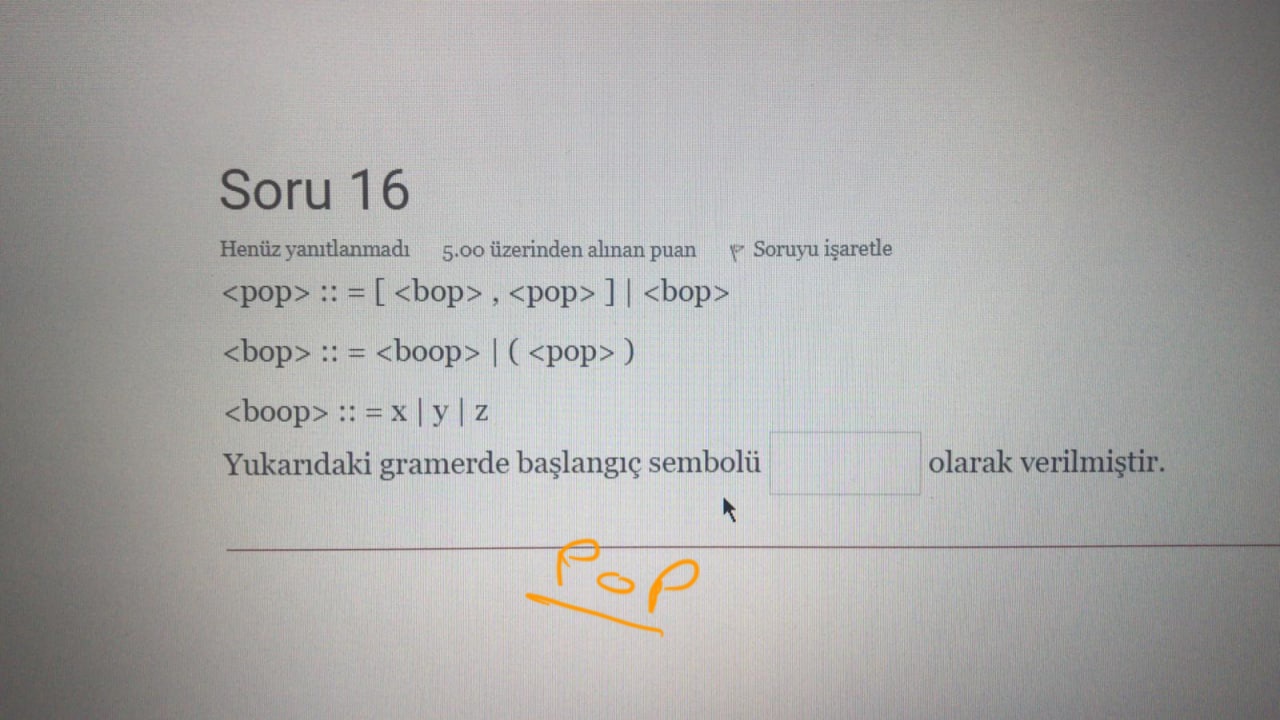 Soru 16
Henüz yanıtlanmadı 5.00 üzerinden alınan puan Soruyu işaretle
<pop> :: = [ <bop> , <pop> ] | <bop>
<bop> :: = <boop> | ( <pop> )
<boop> :: = x | y | z
Yukarıdaki gramerde başlangıç sembolü olarak verilmiştir.
PoP